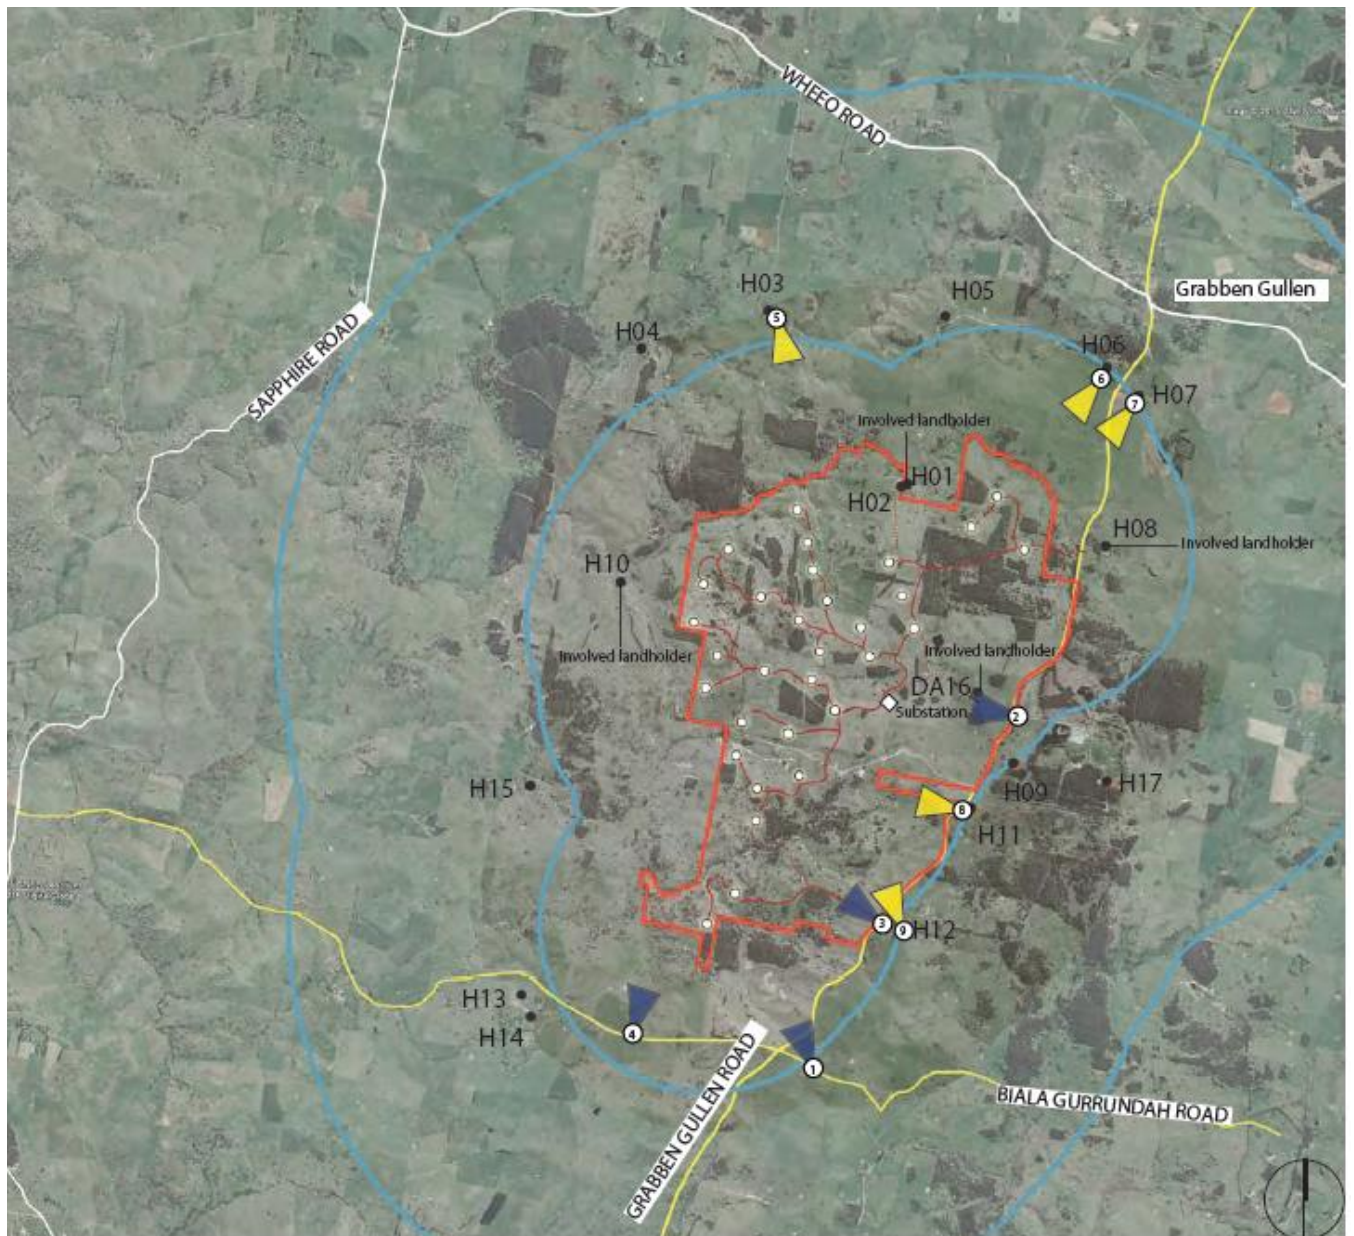 WHEEO ROAD
Grabben Gullen
H03
H05
H04
H06
5
6
7
H07
SAPPHIRE ROAD
Involved landholder
H01
H02
H08
Involved landholder
H10
Involved landholder
Involved landholder
DA16
Substation
2
H09
H17
H15
8
H11
3
9
H12
H13
H14
4
1
GRABBEN GULLEN ROAD
BIALA GURRUNDAH ROAD